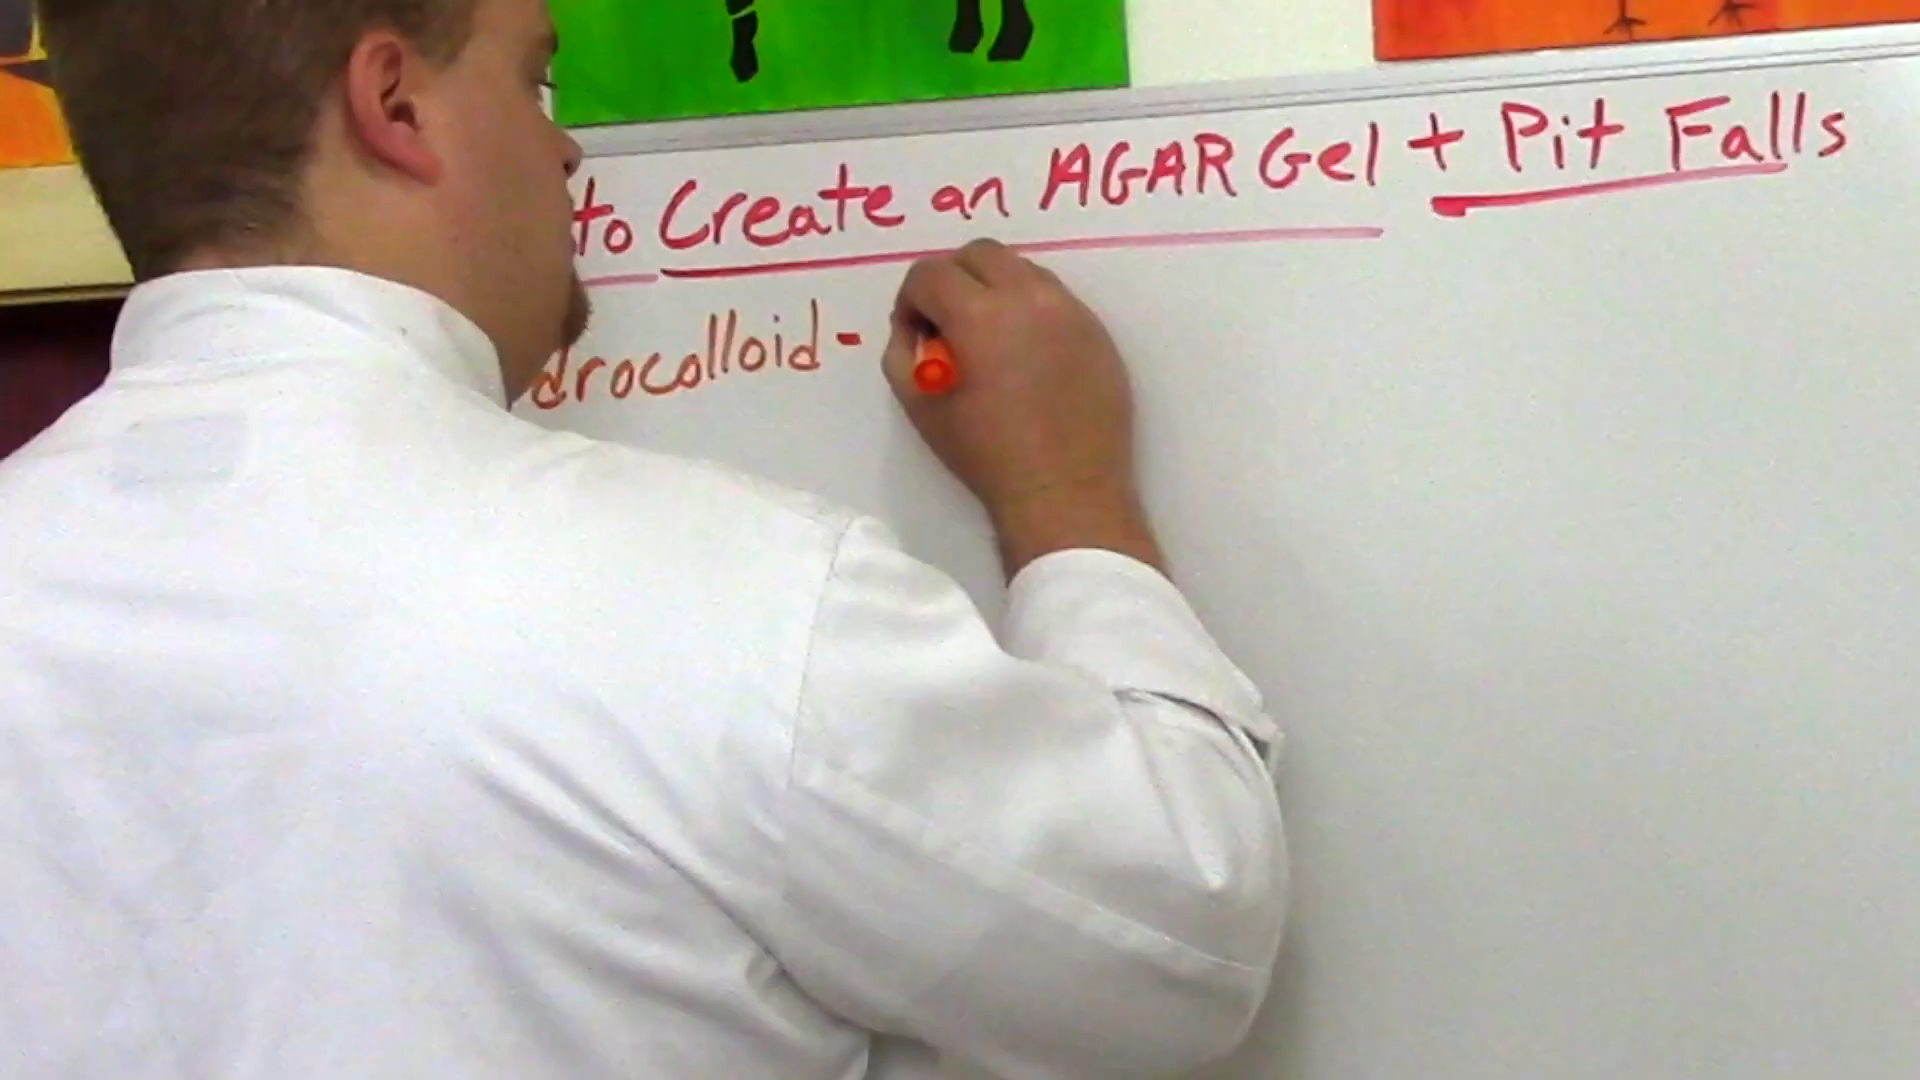 to Create an AGAR Gel + Pit Falls
drocolloid -